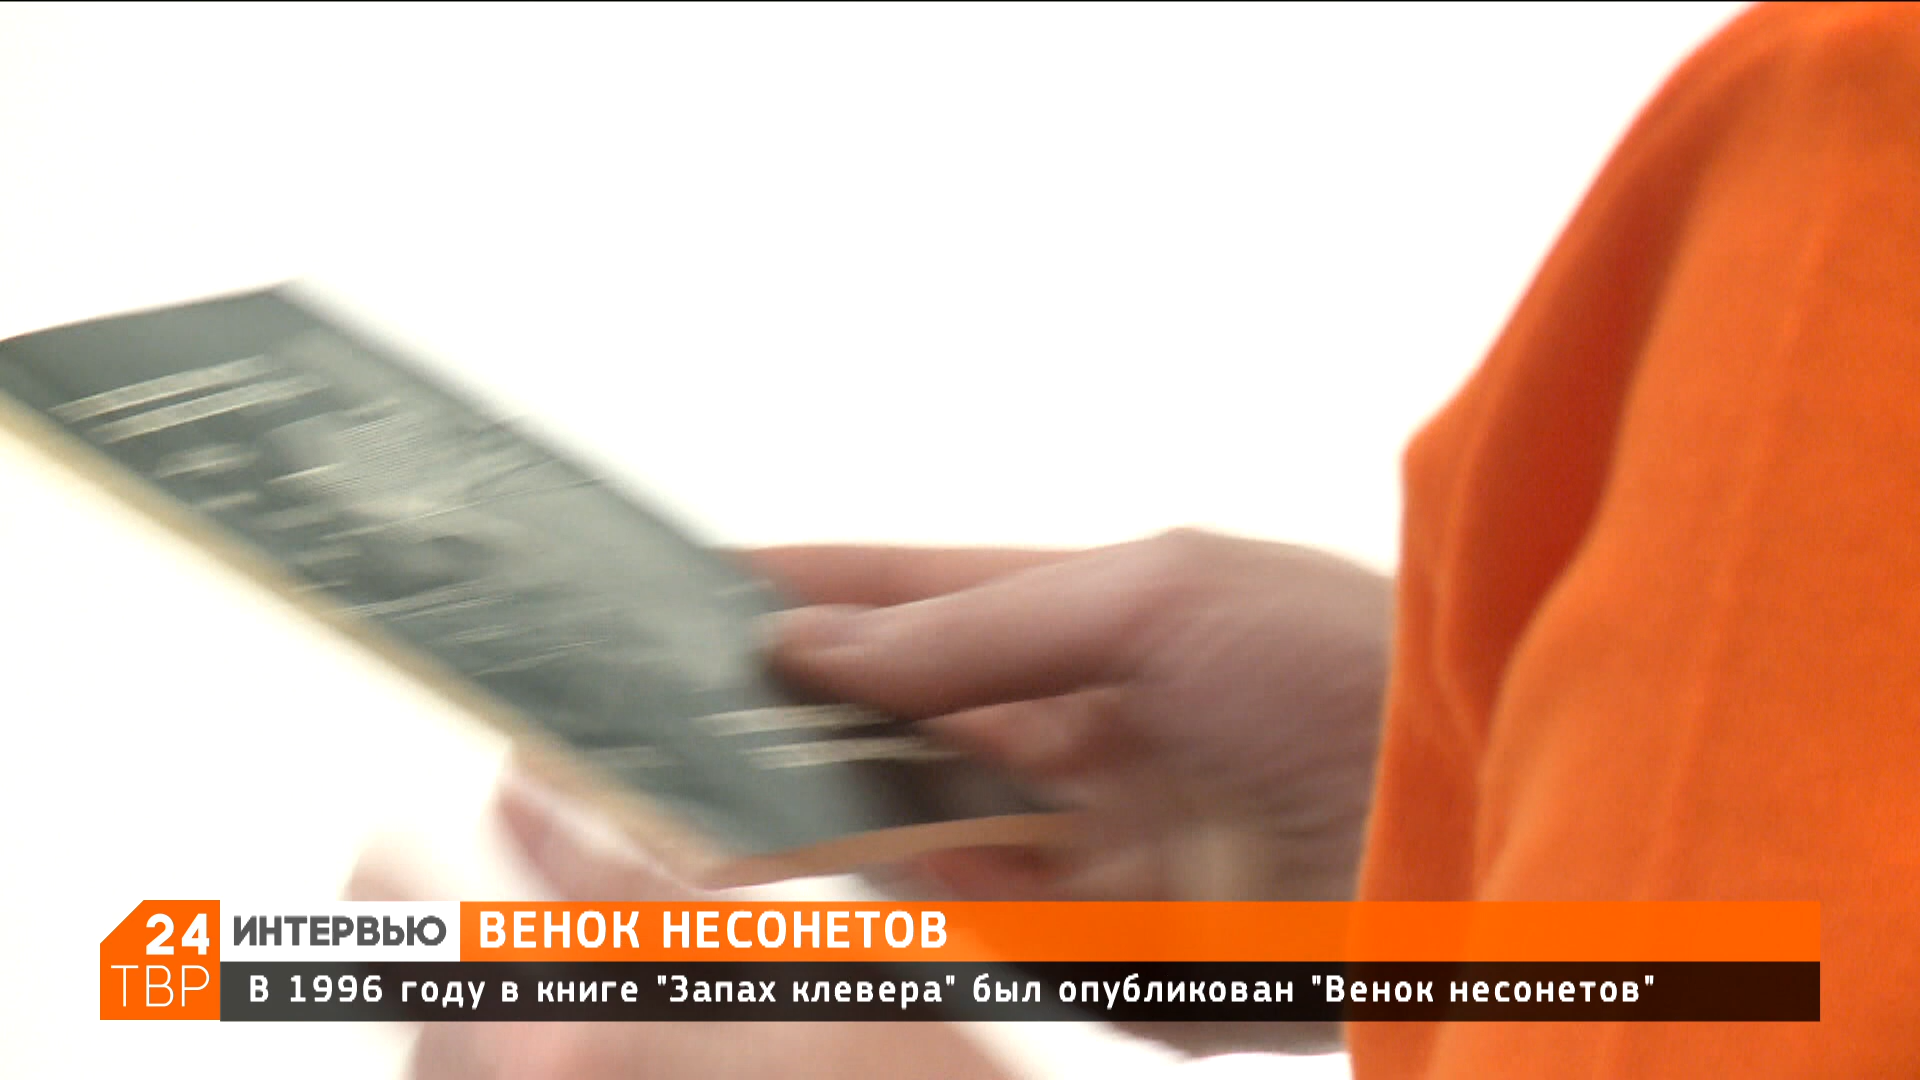 24
ТВР
ИНТЕРВЬЮ
ВЕНОК НЕСОНЕТОВ
В 1996 году в книге "Запах клевера" был опубликован "Венок несонетов"